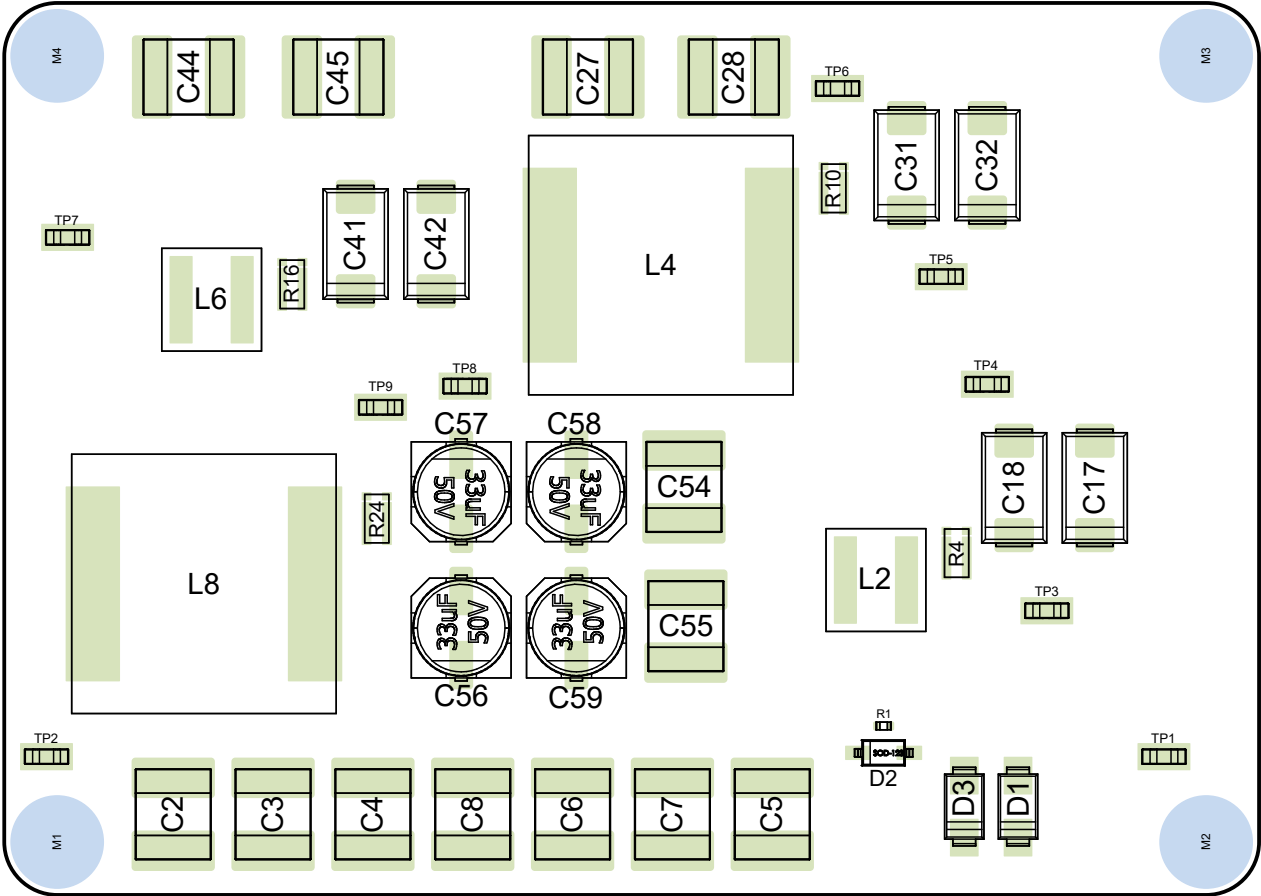 M4
C44
C45
C27
C28
TP6
M3
C31
C32
R10
C41
C42
TP7
L4
TP5
R16
L6
TP4
TP8
TP9
C57
C58
33uF
50V
33uF
50V
C54
C18
C17
R24
R4
L2
L8
TP3
33uF
50V
33uF
50V
C55
C56
C59
R1
TP2
TP1
SOD-123
D2
D3
D1
C2
C3
C4
C8
C6
C7
C5
M1
M2